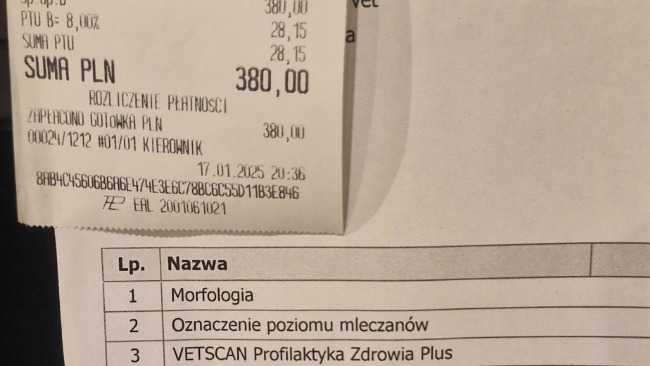 380,00
PTU B= 8,00%
28,15
SUMA PTU
28,15
SUMA PLN 380,00
ROZLICZENIE PŁATNOŚCI
ZAPŁACONO GOTÓWKA PLN 380,00
00024/1212 #01/01 KIEROWNIK
17.01.2025 20:36
8AB4C45606B6A6E474E3E6C78BC6C55D11B3E846
EAL 2001061021
vet
a
Lp. Nazwa
1 Morfologia
2 Oznaczenie poziomu mleczanów
3 VETSCAN Profilaktyka Zdrowia Plus